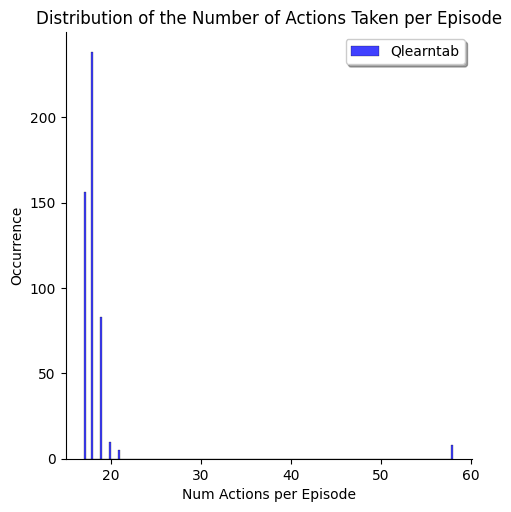 Distribution of the Number of Actions Taken per Episode
Qlearntab
Occurrence
200
150
100
50
0
20 30 40 50 60
Num Actions per Episode